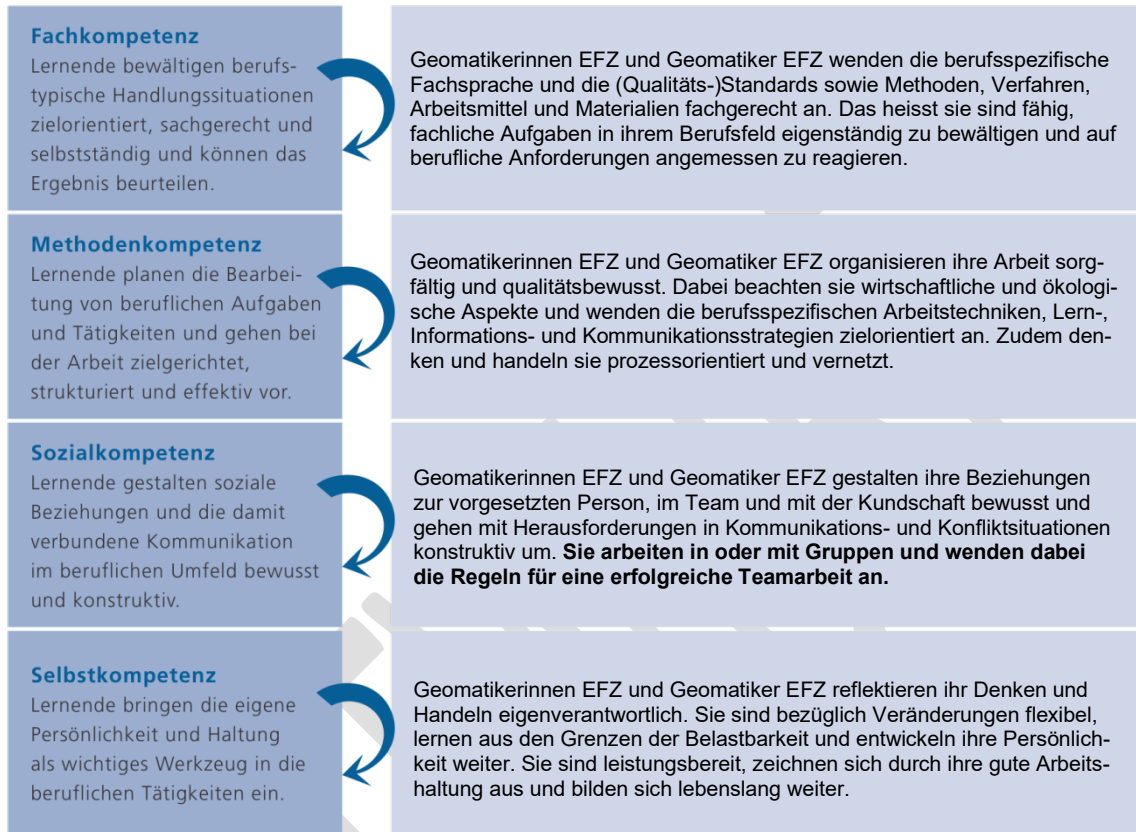 Fachkompetenz
Lernende bewältigen berufs-
typische Handlungssituationen
zielorientiert, sachgerecht und
selbstständig und können das
Ergebnis beurteilen.
Geomatikerinnen EFZ und Geomatiker EFZ wenden die berufsspezifische
Fachsprache und die (Qualitäts-)Standards sowie Methoden, Verfahren,
Arbeitsmittel und Materialien fachgerecht an. Das heisst sie sind fähig,
fachliche Aufgaben in ihrem Berufsfeld eigenständig zu bewältigen und auf
berufliche Anforderungen angemessen zu reagieren.
Methodenkompetenz
Lernende planen die Bearbei-
tung von beruflichen Aufgaben
und Tätigkeiten und gehen bei
der Arbeit zielgerichtet,
strukturiert und effektiv vor.
Geomatikerinnen EFZ und Geomatiker EFZ organisieren ihre Arbeit sorg-
fältig und qualitätsbewusst. Dabei beachten sie wirtschaftliche und ökologi-
sche Aspekte und wenden die berufsspezifischen Arbeitstechniken, Lern-,
Informations- und Kommunikationsstrategien zielorientiert an. Zudem den-
ken und handeln sie prozessorientiert und vernetzt.
Sozialkompetenz
Lernende gestalten soziale
Beziehungen und die damit
verbundene Kommunikation
im beruflichen Umfeld bewusst
und konstruktiv.
Geomatikerinnen EFZ und Geomatiker EFZ gestalten ihre Beziehungen
zur vorgesetzten Person, im Team und mit der Kundschaft bewusst und
gehen mit Herausforderungen in Kommunikations- und Konfliktsituationen
konstruktiv um. Sie arbeiten in oder mit Gruppen und wenden dabei
die Regeln für eine erfolgreiche Teamarbeit an.
Selbstkompetenz
Lernende bringen die eigene
Persönlichkeit und Haltung
als wichtiges Werkzeug in die
beruflichen Tätigkeiten ein.
Geomatikerinnen EFZ und Geomatiker EFZ reflektieren ihr Denken und
Handeln eigenverantwortlich. Sie sind bezüglich Veränderungen flexibel,
lernen aus den Grenzen der Belastbarkeit und entwickeln ihre Persönlich-
keit weiter. Sie sind leistungsbereit, zeichnen sich durch ihre gute Arbeits-
haltung aus und bilden sich lebenslang weiter.